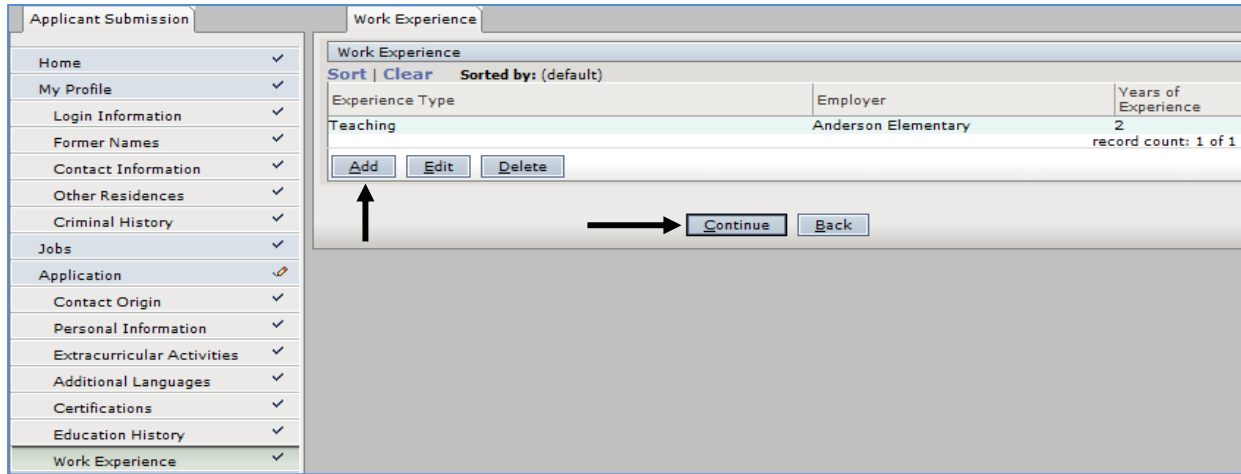 Applicant Submission
Home
My Profile
Login Information
Former Names
Contact Information
Other Residences
Criminal History
Jobs
Application
Contact Origin
Personal Information
Extracurricular Activities
Additional Languages
Certifications
Education History
Work Experience
Work Experience
Work Experience
Sort | Clear Sorted by: (default)
Experience Type Employer Years of
Experience
Teaching Anderson Elementary 2
record count: 1 of 1
Add Edit Delete
Continue Back